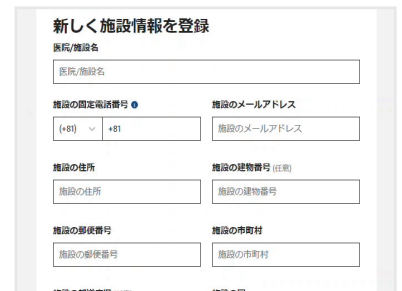 新しく施設情報を登録
医院/施設名
医院/施設名
施設の固定電話番号 施設のメールアドレス
(+81) +81 施設のメールアドレス
施設の住所 施設の建物番号 (任意)
施設の住所 施設の建物番号
施設の郵便番号 施設の市町村
施設の郵便番号 施設の市町村